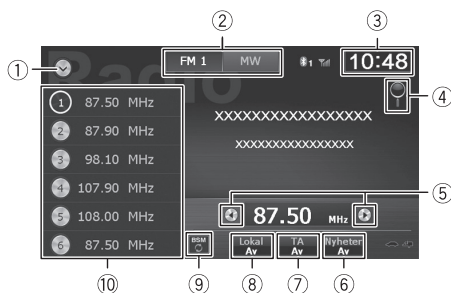 ②
③
①
Radio
FM 1 MW
1
10:48
④
1 87.50 MHz
2 87.90 MHz
3 98.10 MHz
4 107.90 MHz
5 108.00 MHz
6 87.50 MHz
XXXXXXXXXXXXXXXXX
XXXXXXXXXXXXXXXX
⑤
87.50 MHz
BSM
Lokal
Av
TA
Av
Nyheter
Av
⑩
⑨
⑧
⑦
⑥